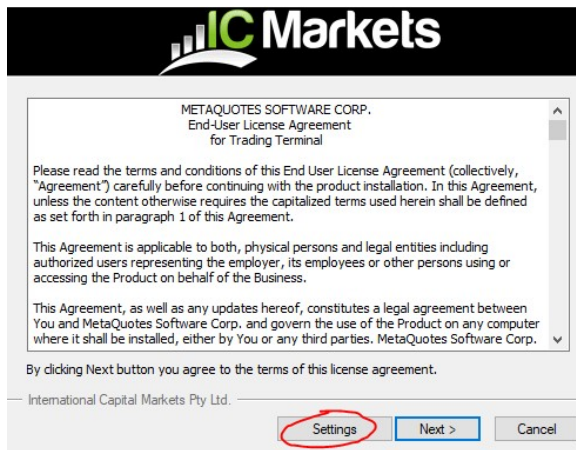 IC Markets
METAQUOTES SOFTWARE CORP.
End-User License Agreement
for Trading Terminal
Please read the terms and conditions of this End User License Agreement (collectively,
"Agreement") carefully before continuing with the product installation. In this Agreement,
unless the content otherwise requires the capitalized terms used herein shall be defined
as set forth in paragraph 1 of this Agreement.
This Agreement is applicable to both, physical persons and legal entities including
authorized users representing the employer, its employees or other persons using or
accessing the Product on behalf of the Business.
This Agreement, as well as any updates hereof, constitutes a legal agreement between
You and MetaQuotes Software Corp. and govern the use of the Product on any computer
where it shall be installed, either by You or any third parties. MetaQuotes Software Corp.
By clicking Next button you agree to the terms of this license agreement.
International Capital Markets Pty Ltd.
Settings Next > Cancel